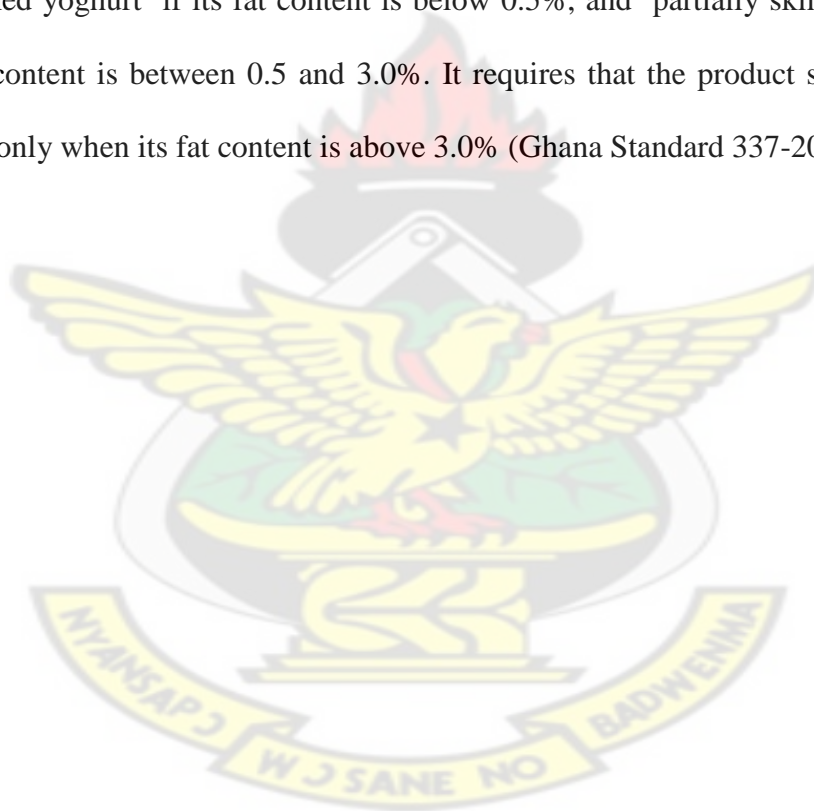 yoghurt if its fat content is below 0.5%, and partially
content is between 0.5 and 3.0%. It requires that the product
only when its fat content is above 3.0% (Ghana Standard 337-20
NYANSAPƆ
WƆ SANE NO
BADWENMA